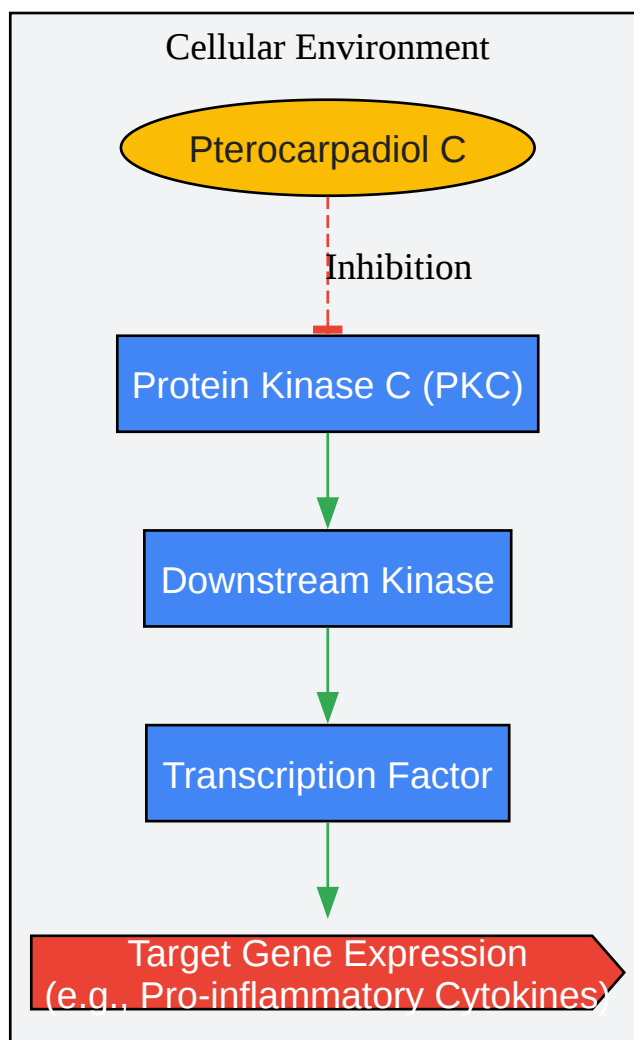 Cellular Environment
Pterocarpadiol C
Inhibition
Protein Kinase C (PKC)
Downstream Kinase
Transcription Factor
Target Gene Expression
(e.g., Pro-inflammatory Cytokines)